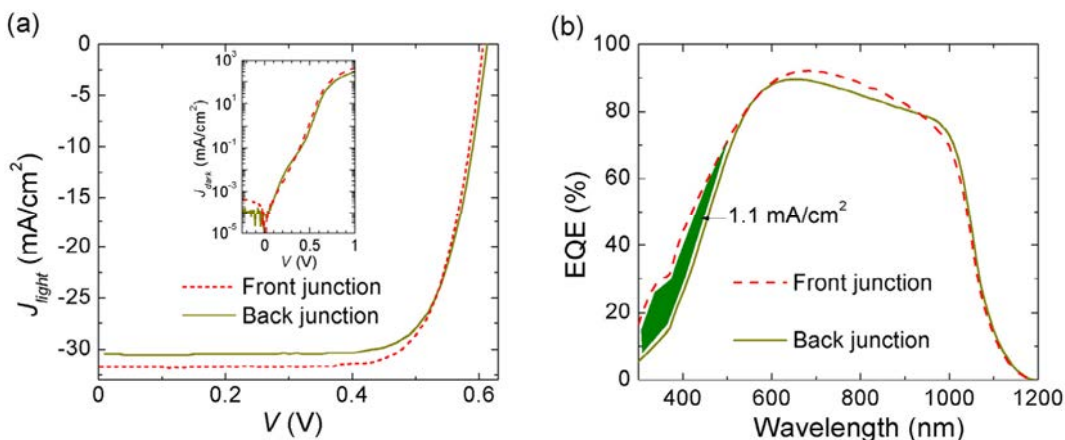 (a)
0
-5
-10
-15
-20
-25
-30
J_light (mA/cm²)
0
0.2
0.4
0.6
V (V)
10³
10¹
10⁻¹
10⁻³
10⁻⁵
J_dark (mA/cm²)
0
0.5
1
V (V)
Front junction
Back junction
(b)
100
80
60
40
20
0
EQE (%)
400
600
800
1000
1200
Wavelength (nm)
1.1 mA/cm²
Front junction
Back junction